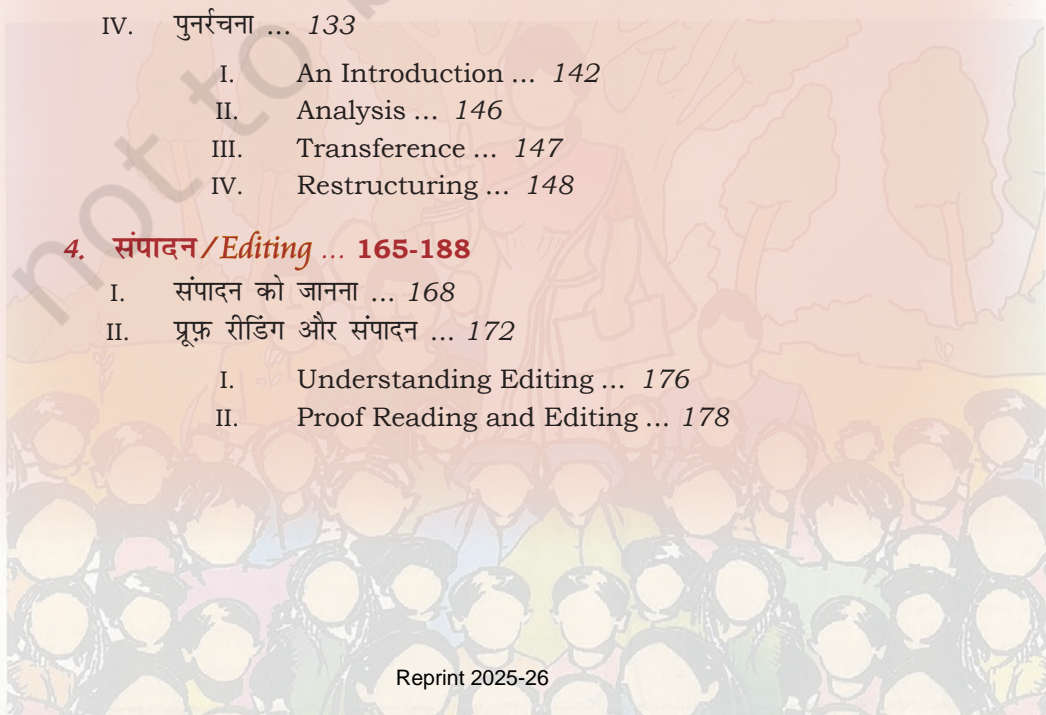 IV. पुनर्रचना ... 133
I. An Introduction ... 142
II. Analysis ... 146
III. Transference ... 147
IV. Restructuring ... 148
4. संपादन/Editing ... 165-188
I. संपादन को जानना ... 168
II. प्रूफ़ रीडिंग और संपादन ... 172
I. Understanding Editing ... 176
II. Proof Reading and Editing ... 178
not to b
Reprint 2025-26